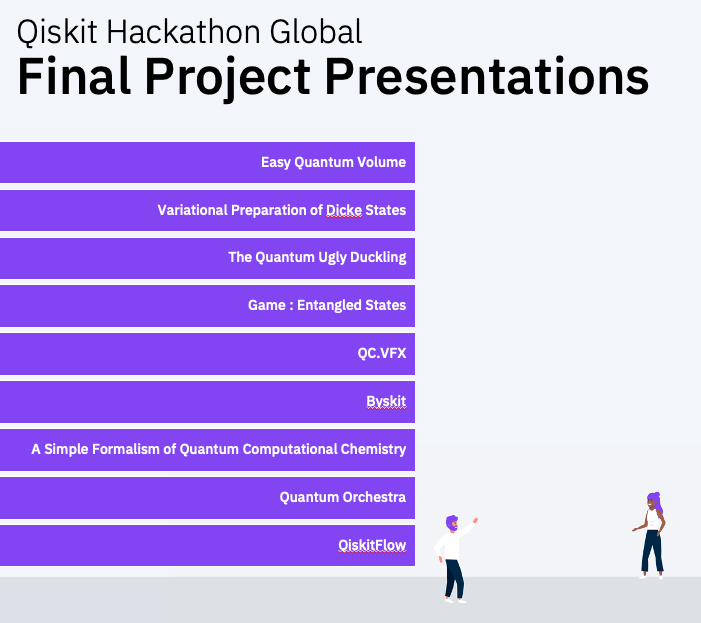 Qiskit Hackathon Global
Final Project Presentations
Easy Quantum Volume
Variational Preparation of Dicke States
The Quantum Ugly Duckling
Game : Entangled States
QC.VFX
Byskit
A Simple Formalism of Quantum Computational Chemistry
Quantum Orchestra
QiskitFlow